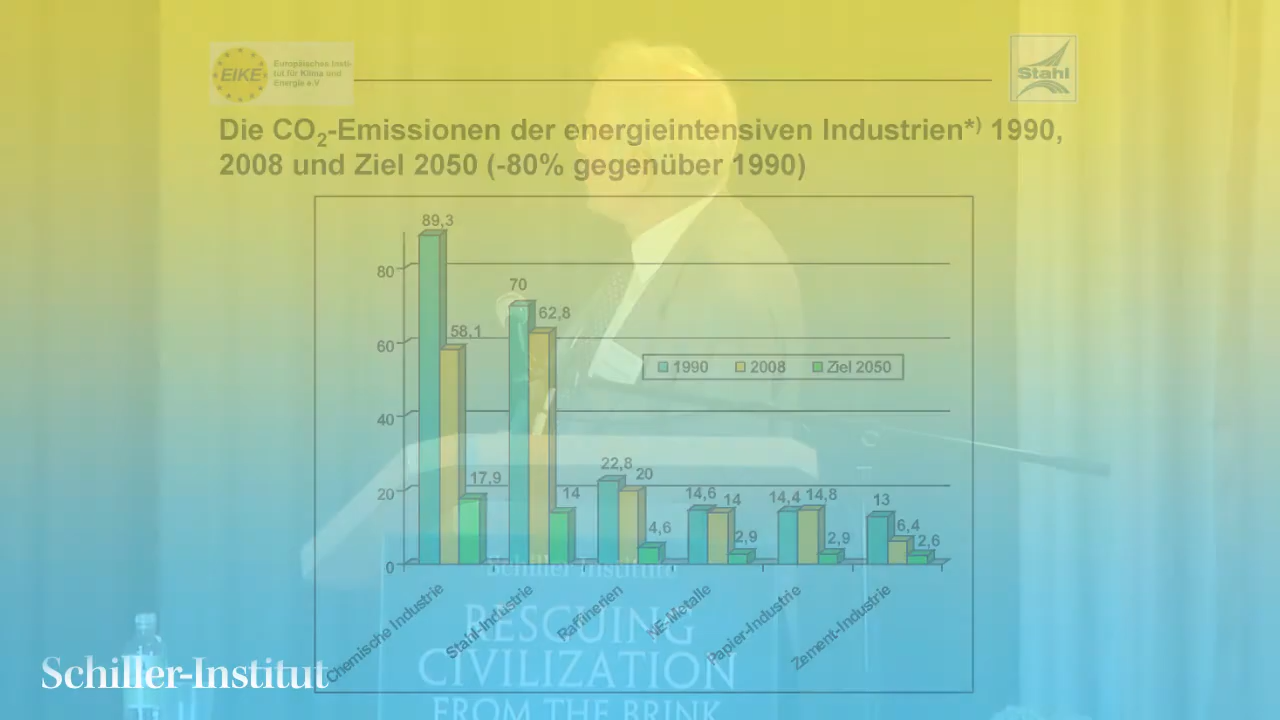 EIKE
Europäisches Insti-
tut für Klima und
Energie e.V
Stahl
Die CO₂-Emissionen der energieintensiven Industrien*) 1990,
2008 und Ziel 2050 (-80% gegenüber 1990)
89,3
70
62,8
58,1
22,8
20
17,9
14
14,6
14
14,4
14,8
13
4,6
2,9
2,9
6,4
2,6
80
60
40
20
0
1990
2008
Ziel 2050
Chemische Industrie
Stahl-Industrie
Raffinerien
NE-Metalle
Papier-Industrie
Zement-Industrie
Schiller Institute
RESCUING
CIVILIZATION
FROM THE BRINK
Schiller-Institut